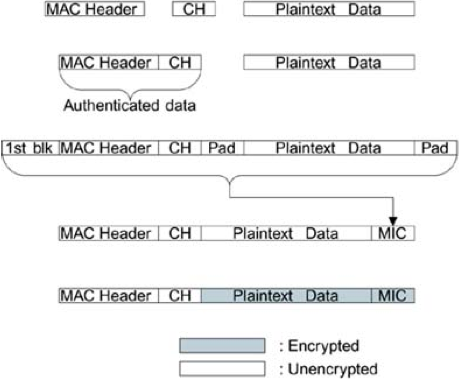 MAC Header CH Plaintext Data
MAC Header CH Plaintext Data
Authenticated data
1st blk MAC Header CH Pad Plaintext Data Pad
MAC Header CH Plaintext Data MIC
MAC Header CH Plaintext Data MIC
: Encrypted
: Unencrypted